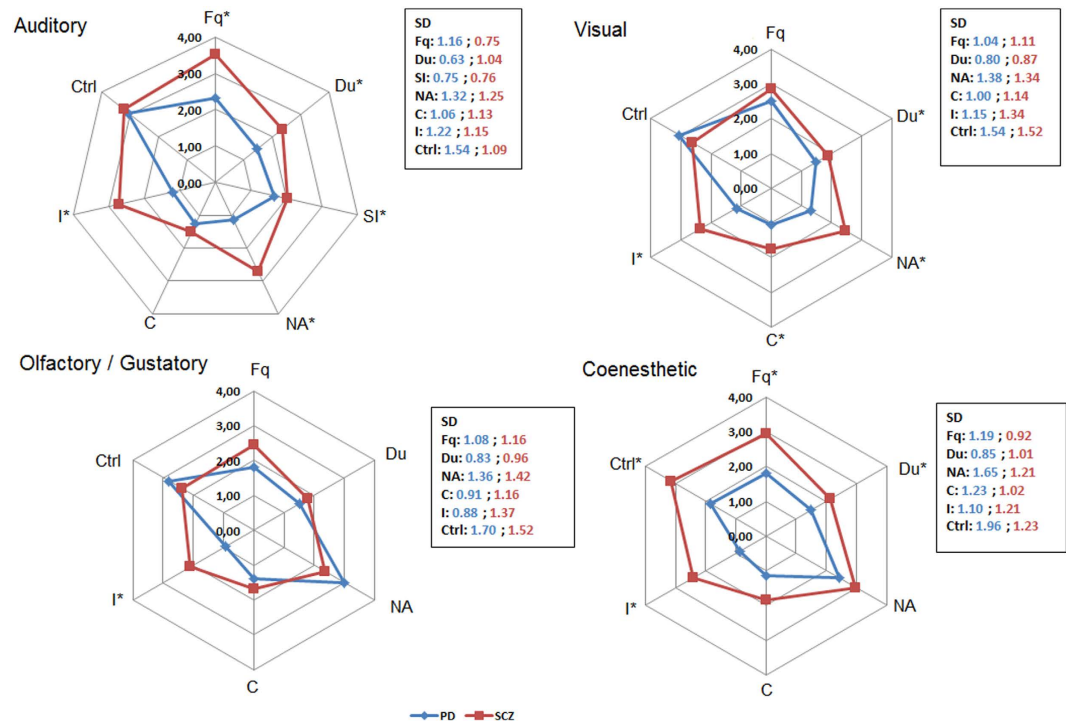 Auditory
Fq*
4,00
3,00
2,00
1,00
0,00
Du*
SI*
NA*
C
I*
Ctrl
SD
Fq: 1.16 ; 0.75
Du: 0.63 ; 1.04
SI: 0.75 ; 0.76
NA: 1.32 ; 1.25
C: 1.06 ; 1.13
I: 1.22 ; 1.15
Ctrl: 1.54 ; 1.09
Visual
Fq
4,00
3,00
2,00
1,00
0,00
Du*
NA*
C*
I*
Ctrl
SD
Fq: 1.04 ; 1.11
Du: 0.80 ; 0.87
NA: 1.38 ; 1.34
C: 1.00 ; 1.14
I: 1.15 ; 1.34
Ctrl: 1.54 ; 1.52
Olfactory / Gustatory
Fq
4,00
3,00
2,00
1,00
0,00
Du
NA
C
I*
Ctrl
SD
Fq: 1.08 ; 1.16
Du: 0.83 ; 0.96
NA: 1.36 ; 1.42
C: 0.91 ; 1.16
I: 0.88 ; 1.37
Ctrl: 1.70 ; 1.52
Coenesthetic
Fq*
4,00
3,00
2,00
1,00
0,00
Du*
NA
C
I*
Ctrl*
SD
Fq: 1.19 ; 0.92
Du: 0.85 ; 1.01
NA: 1.65 ; 1.21
C: 1.23 ; 1.02
I: 1.10 ; 1.21
Ctrl: 1.96 ; 1.23
PD SCZ